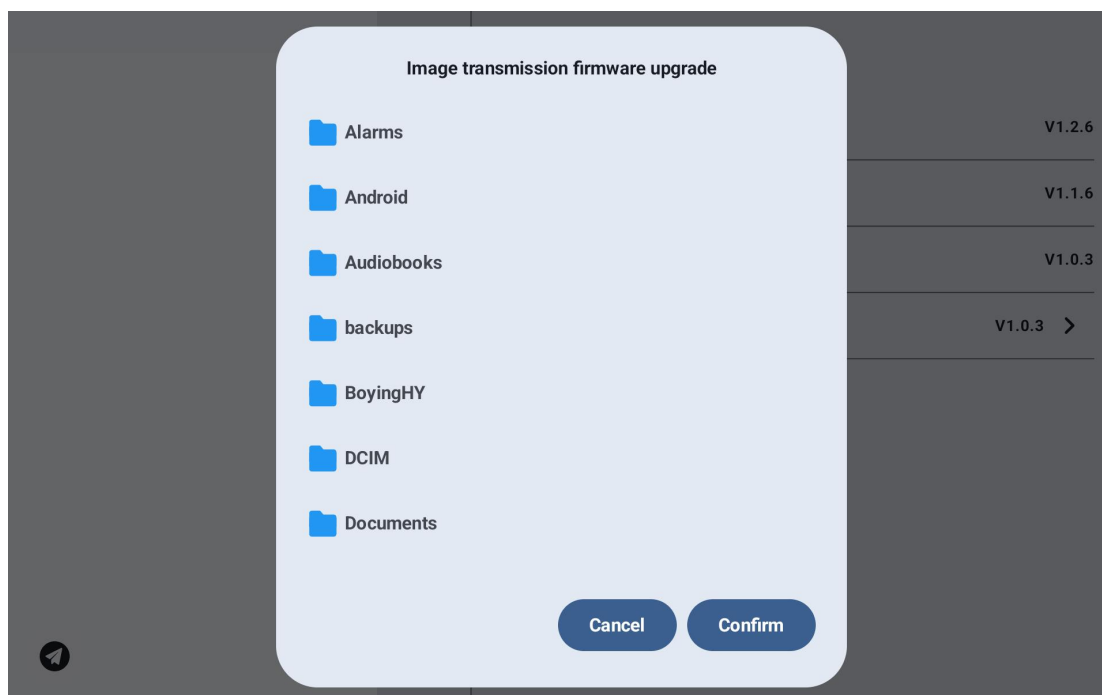 Image transmission firmware upgrade
Alarms
V1.2.6
Android
V1.1.6
Audiobooks
V1.0.3
backups
V1.0.3
BoyingHY
DCIM
Documents
Cancel Confirm